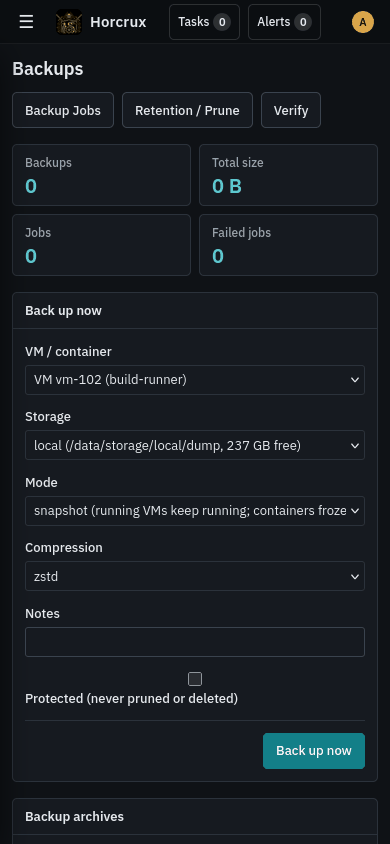 ☰ Horcrux Tasks 0 Alerts 0 A
Backups
Backup Jobs Retention / Prune Verify
Backups Total size
0 0 B
Jobs Failed jobs
0 0
Back up now
VM / container
VM vm-102 (build-runner)
Storage
local (/data/storage/local/dump, 237 GB free)
Mode
snapshot (running VMs keep running; containers froze
Compression
zstd
Notes
Protected (never pruned or deleted)
Back up now
Backup archives